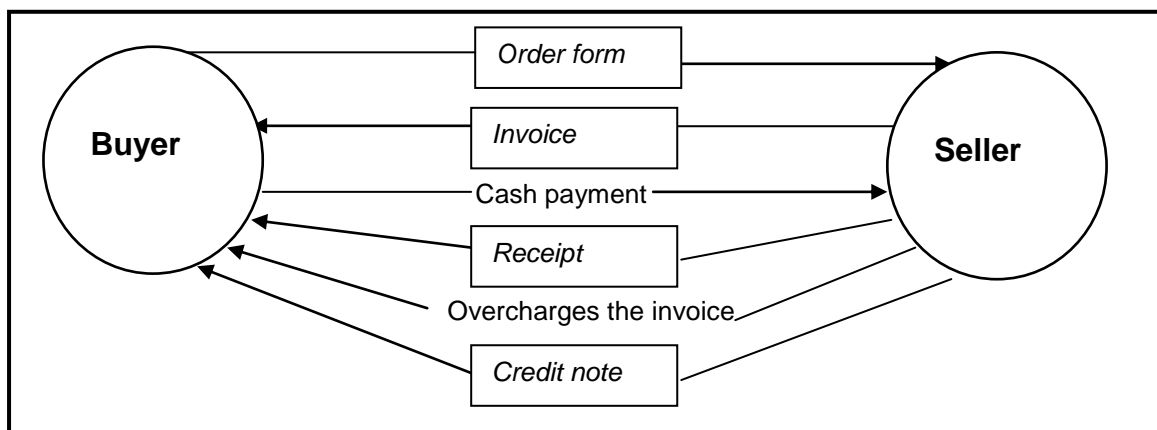 Order form
Buyer
Invoice
Seller
Cash payment
Receipt
Overcharges the invoice
Credit note